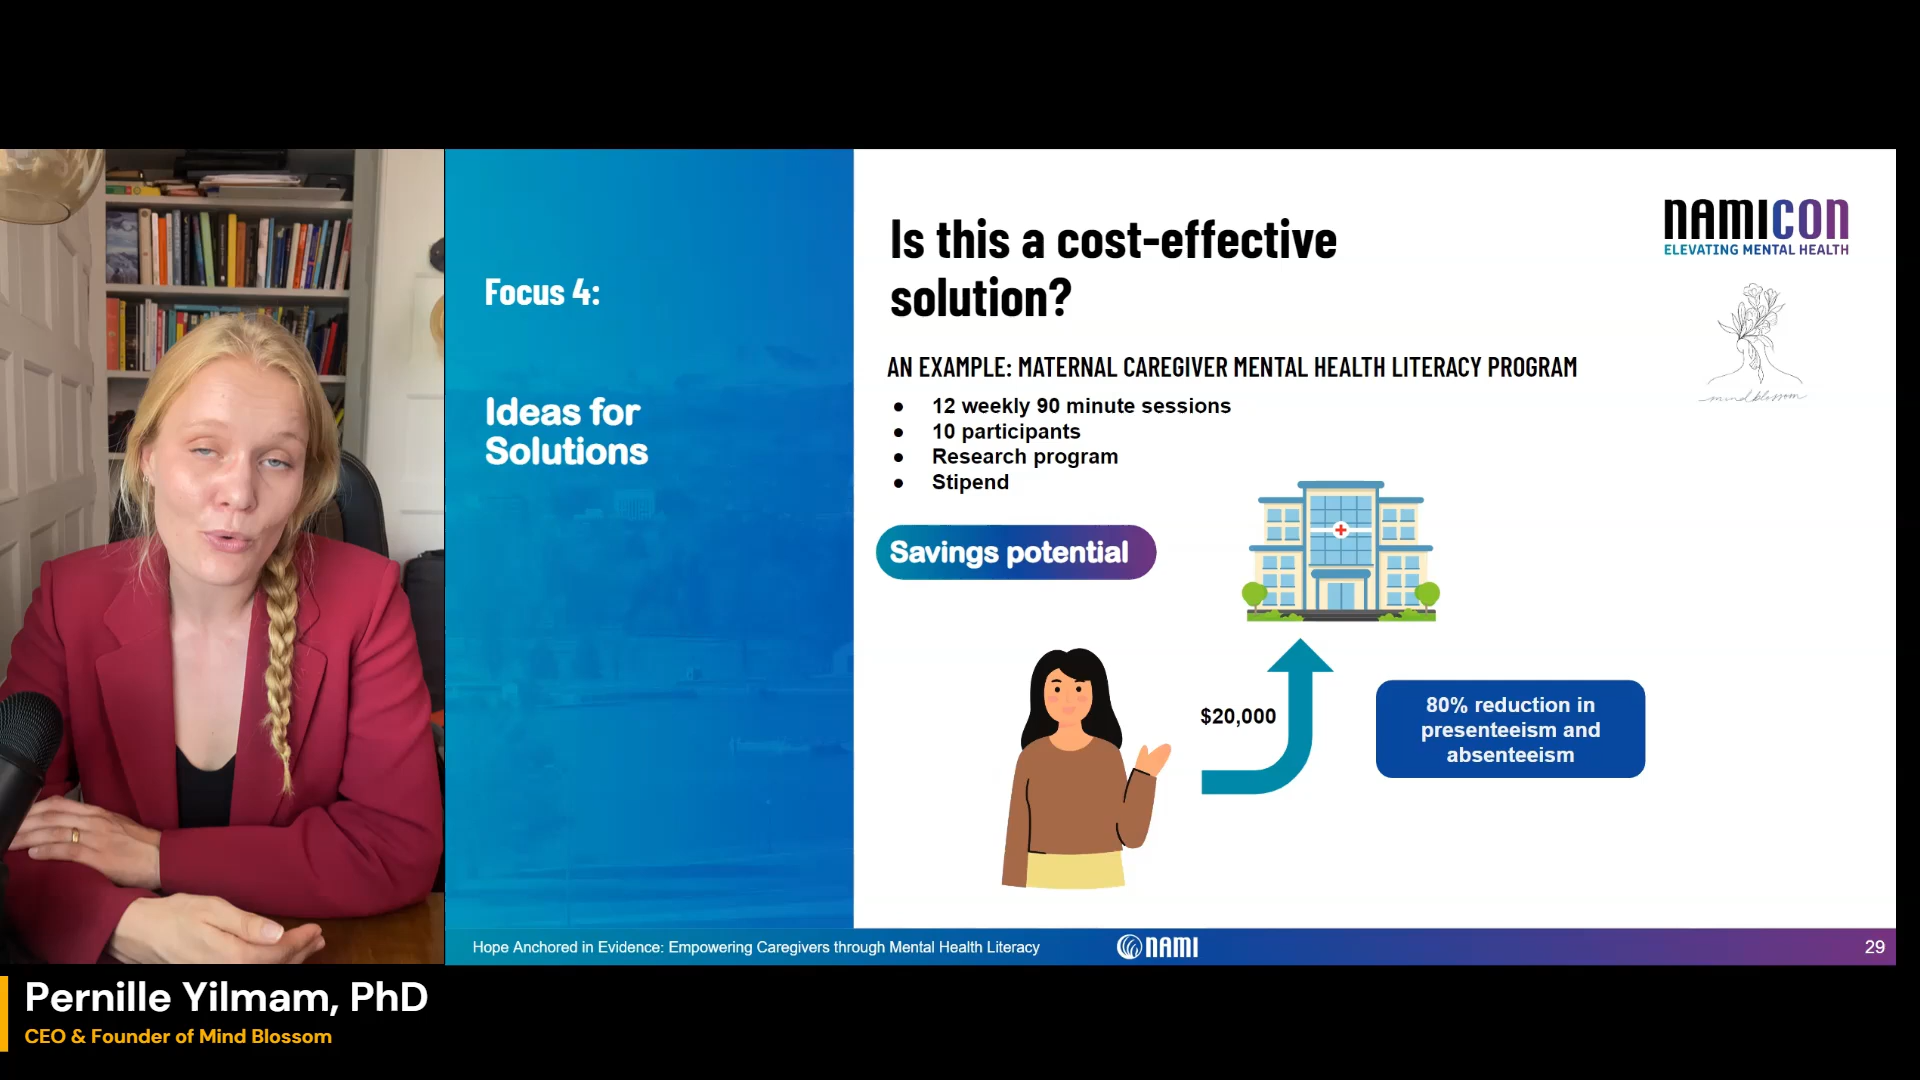 Focus 4:
Ideas for
Solutions
Is this a cost-effective
solution?
NAMICON
ELEVATING MENTAL HEALTH
mindblossom
AN EXAMPLE: MATERNAL CAREGIVER MENTAL HEALTH LITERACY PROGRAM
● 12 weekly 90 minute sessions
● 10 participants
● Research program
● Stipend
Savings potential
$20,000
80% reduction in
presenteeism and
absenteeism
Hope Anchored in Evidence: Empowering Caregivers through Mental Health Literacy
NAMI
29
Pernille Yilmam, PhD
CEO & Founder of Mind Blossom